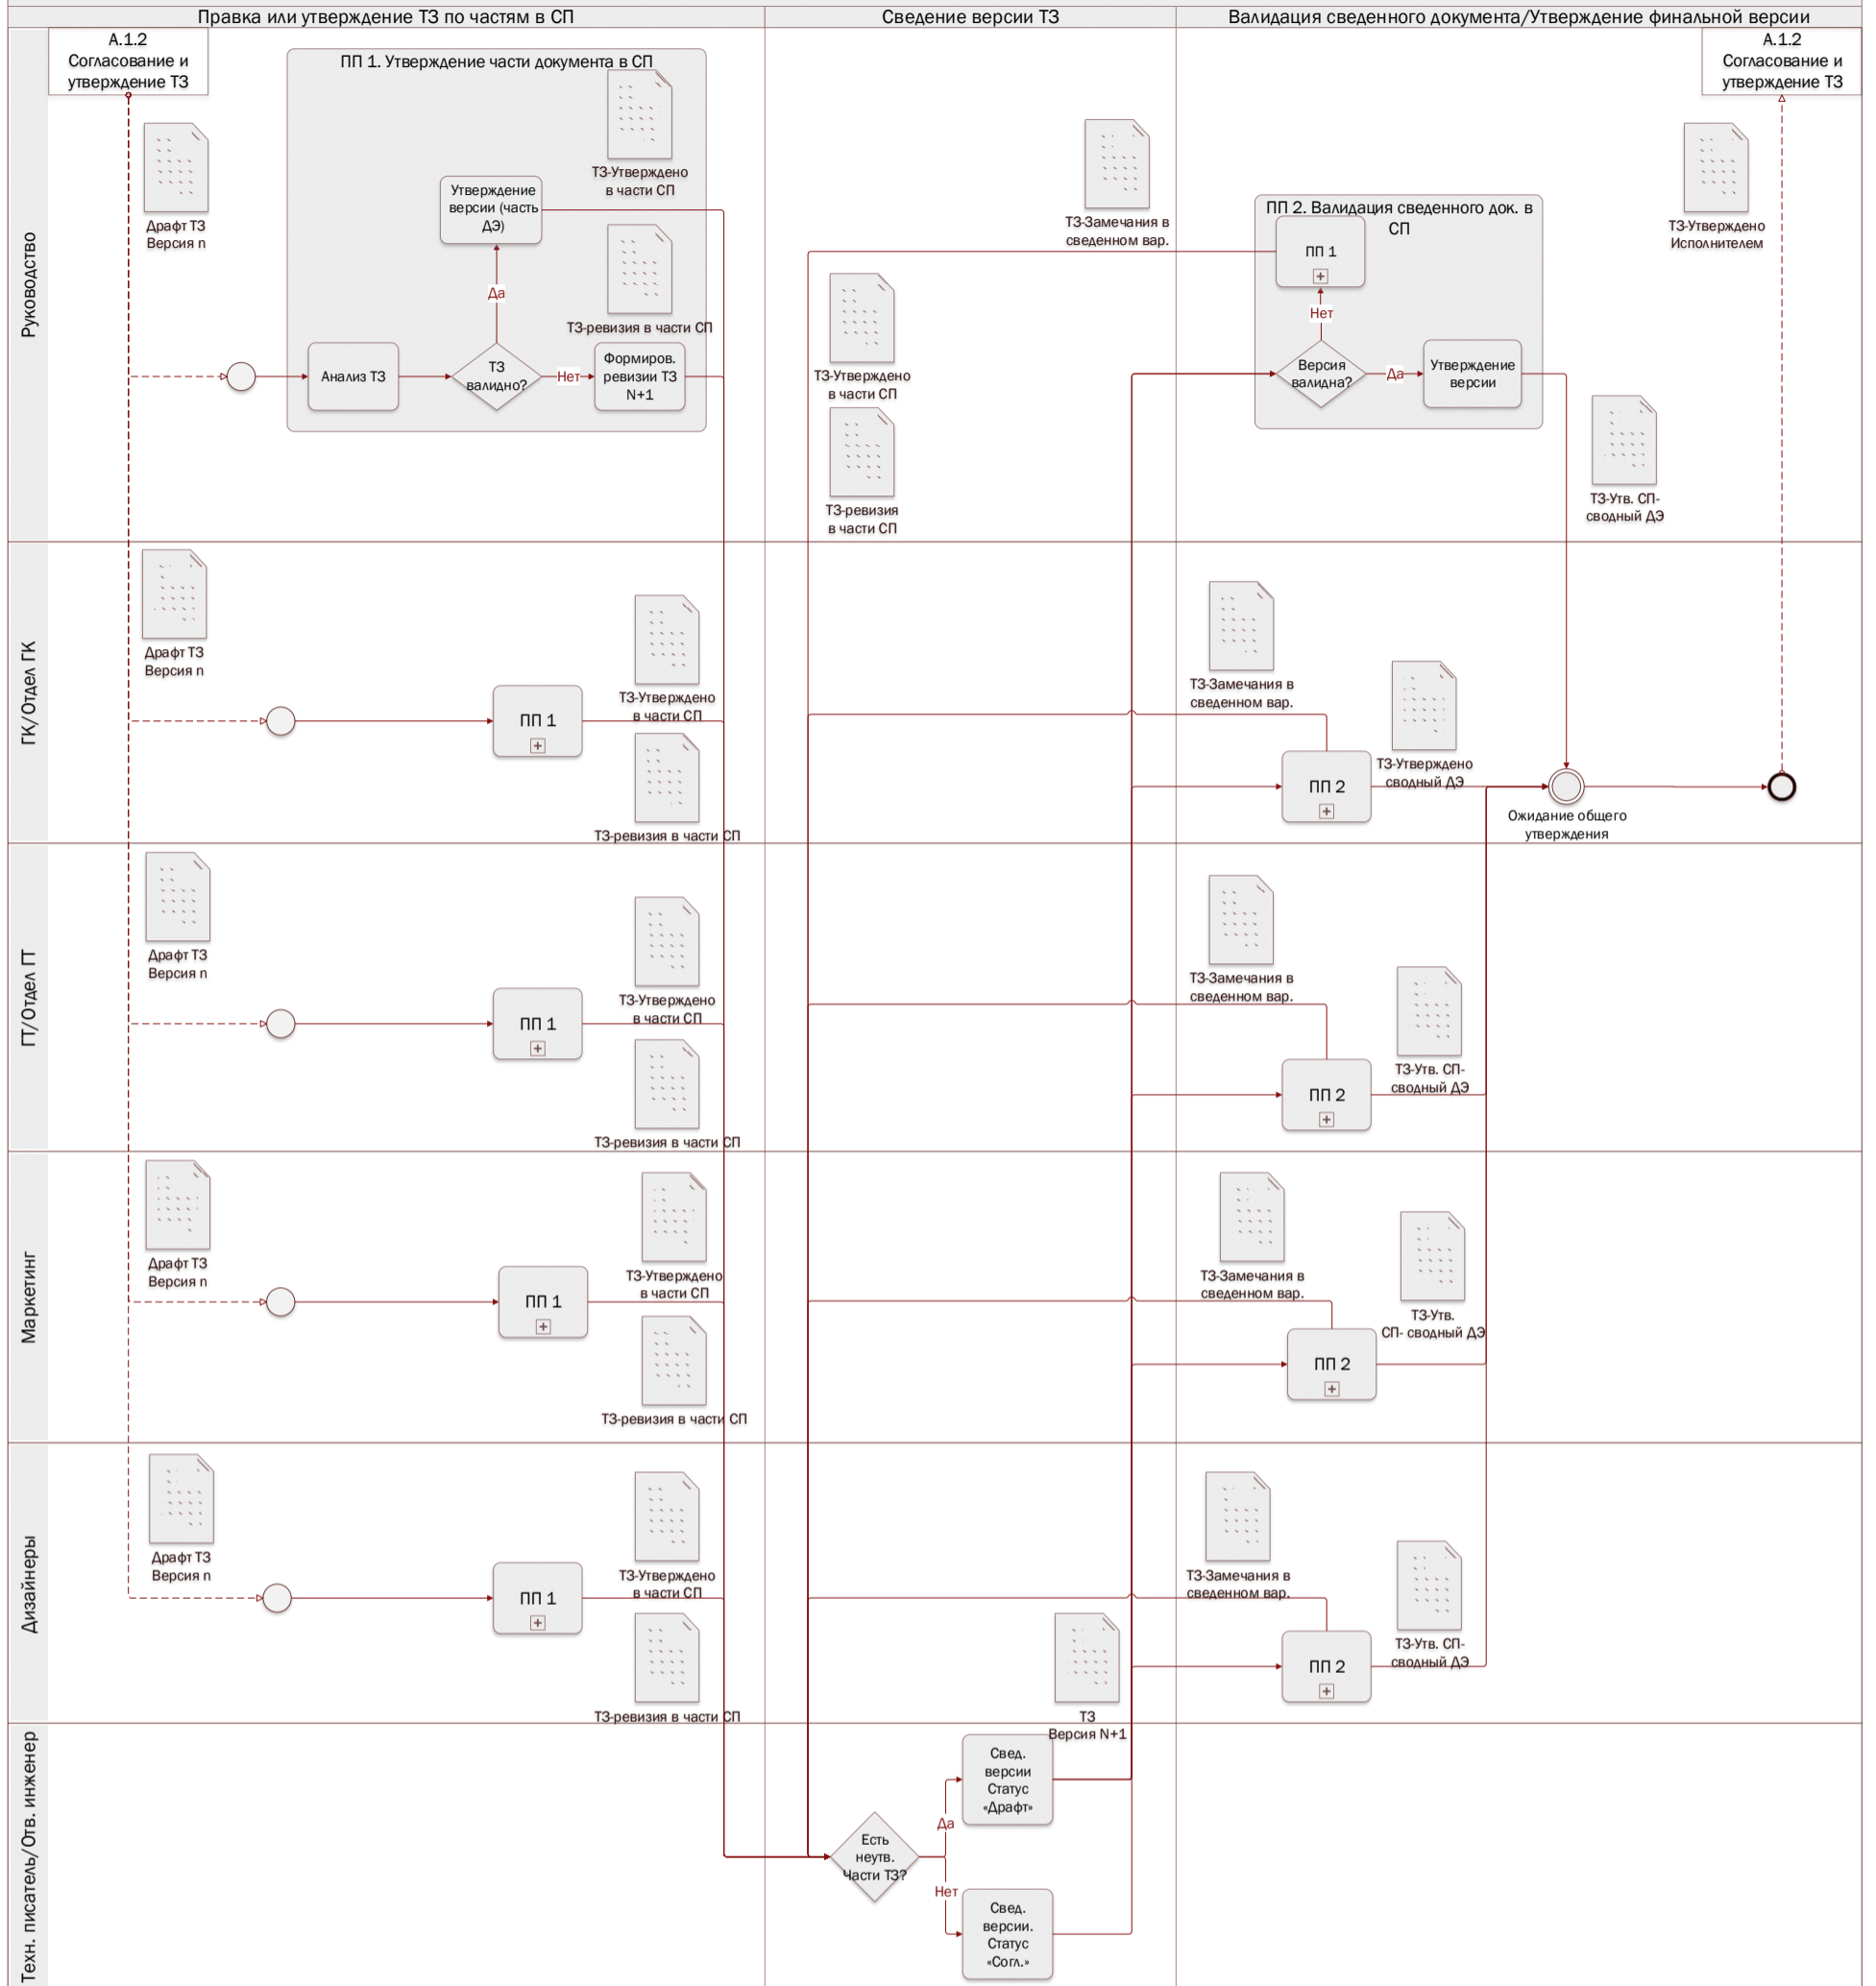 Правка или утверждение ТЗ по частям в СП
Сведение версии ТЗ
Валидация сведенного документа/Утверждение финальной версии
Руководство
А.1.2
Согласование и
утверждение ТЗ
Драфт ТЗ
Версия n
ПП 1. Утверждение части документа в СП
ТЗ-Утверждено
в части СП
Утверждение
версии (часть
ДЭ)
ТЗ-ревизия в части СП
Да
Анализ ТЗ
ТЗ
валидно?
Нет
Формиров.
ревизии ТЗ
N+1
ТЗ-Замечания в
сведенном вар.
ТЗ-Утверждено
в части СП
ТЗ-ревизия
в части СП
ПП 2. Валидация сведенного док. в
СП
ПП 1
Нет
Версия
валидна?
Да
Утверждение
версии
ТЗ-Утв. СП-
сводный ДЭ
А.1.2
Согласование и
утверждение ТЗ
ТЗ-Утверждено
Исполнителем
ГК/Отдел ГК
Драфт ТЗ
Версия n
ПП 1
ТЗ-Утверждено
в части СП
ТЗ-ревизия в части СП
ТЗ-Замечания в
сведенном вар.
ПП 2
ТЗ-Утверждено
сводный ДЭ
Ожидание общего
утверждения
ГТ/Отдел ГТ
Драфт ТЗ
Версия n
ПП 1
ТЗ-Утверждено
в части СП
ТЗ-ревизия в части СП
ТЗ-Замечания в
сведенном вар.
ПП 2
ТЗ-Утв. СП-
сводный ДЭ
Маркетинг
Драфт ТЗ
Версия n
ПП 1
ТЗ-Утверждено
в части СП
ТЗ-ревизия в части СП
ТЗ-Замечания в
сведенном вар.
ПП 2
ТЗ-Утв.
СП- сводный ДЭ
Дизайнеры
Драфт ТЗ
Версия n
ПП 1
ТЗ-Утверждено
в части СП
ТЗ-ревизия в части СП
ТЗ-Замечания в
сведенном вар.
ПП 2
ТЗ-Утв. СП-
сводный ДЭ
ТЗ
Версия N+1
Техн. писатель/Отв. инженер
Есть
неутв.
Части ТЗ?
Да
Свед.
версии
Статус
«Драфт»
Нет
Свед.
версии.
Статус
«Согл.»